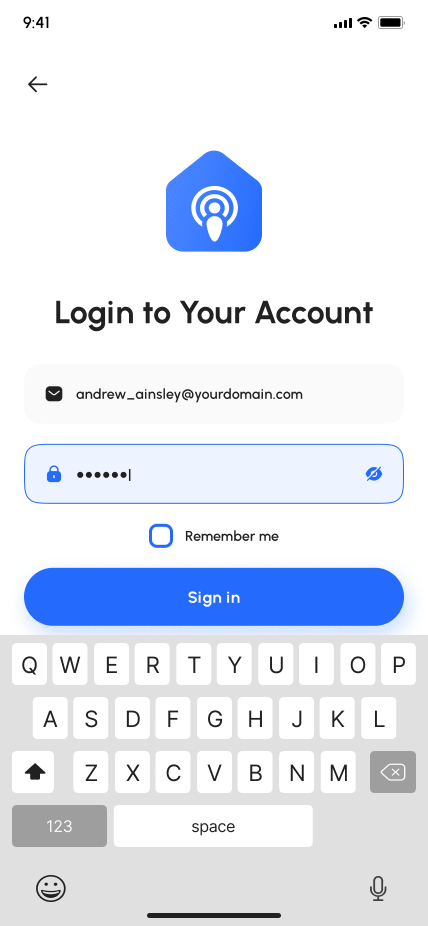 9:41
Login to Your Account
andrew_ainsley@yourdomain.com
●●●●●●|
Remember me
Sign in
Q W E R T Y U I O P
A S D F G H J K L
Z X C V B N M
123 space